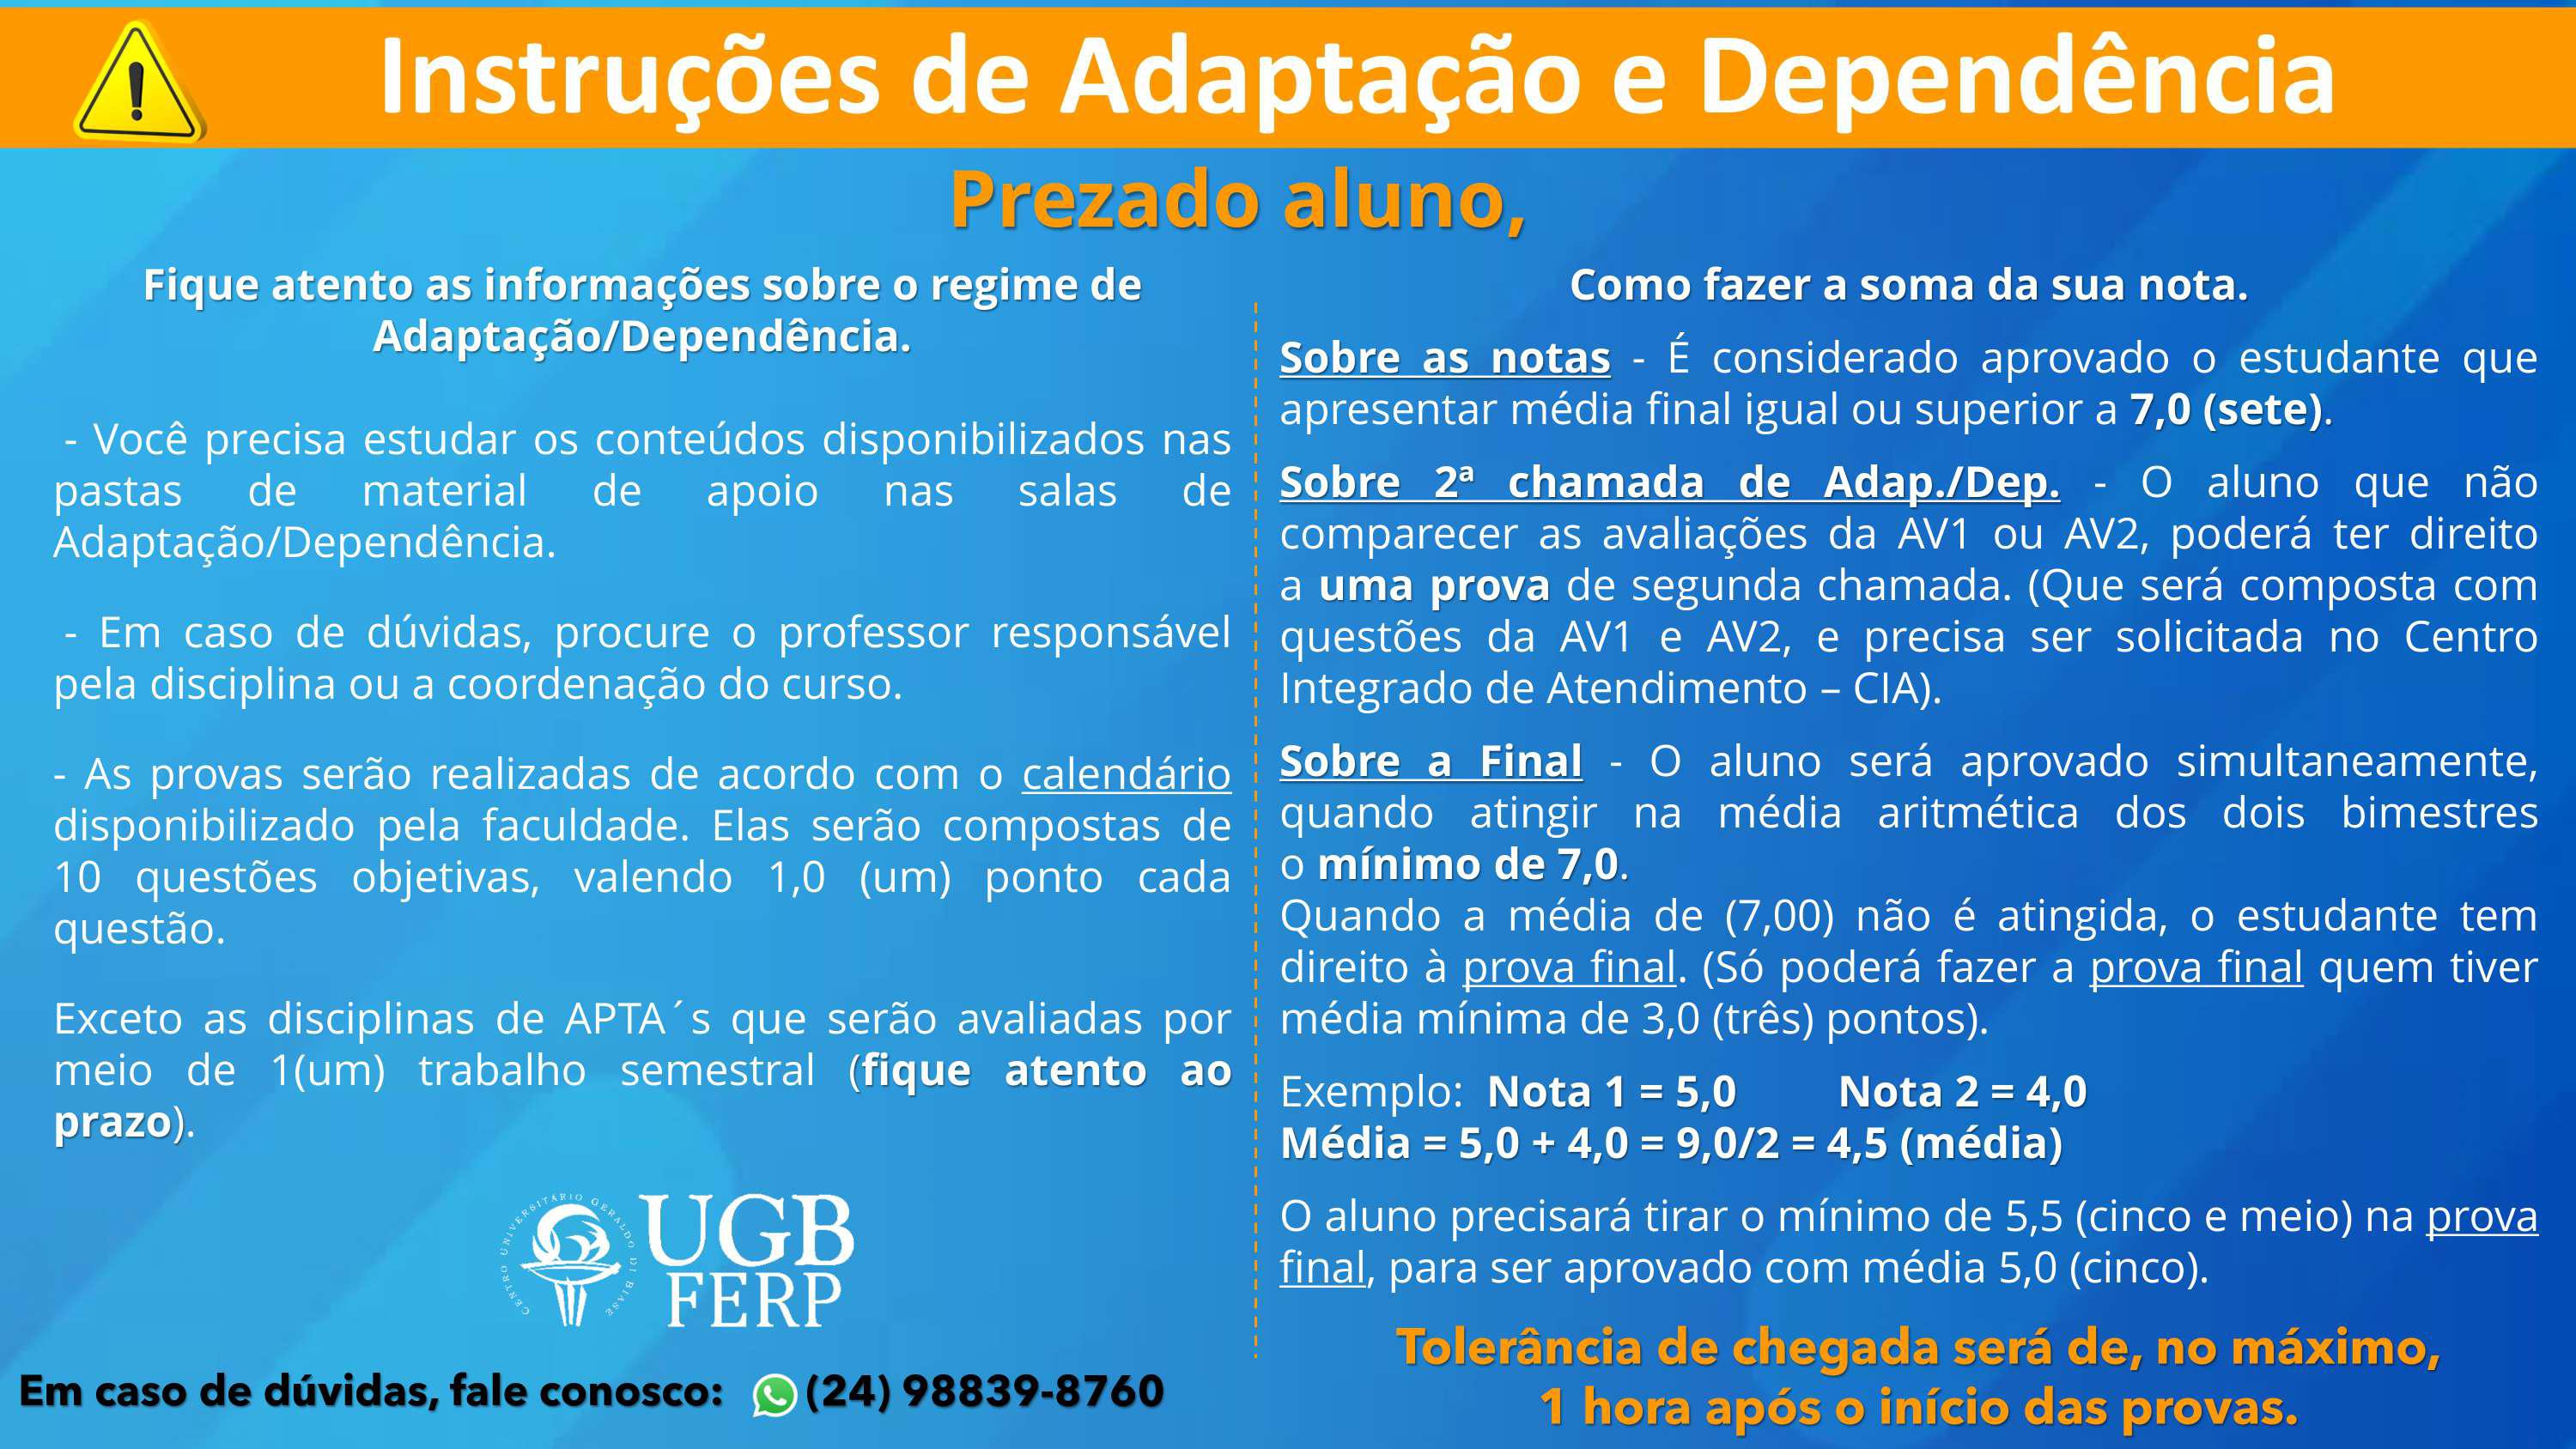 Instruções de Adaptação e Dependência
Prezado aluno,
Fique atento as informações sobre o regime de
Adaptação/Dependência.
- Você precisa estudar os conteúdos disponibilizados nas
pastas de material de apoio nas salas de
Adaptação/Dependência.
- Em caso de dúvidas, procure o professor responsável
pela disciplina ou a coordenação do curso.
- As provas serão realizadas de acordo com o calendário
disponibilizado pela faculdade. Elas serão compostas de
10 questões objetivas, valendo 1,0 (um) ponto cada
questão.
Exceto as disciplinas de APTA´s que serão avaliadas por
meio de 1(um) trabalho semestral (fique atento ao
prazo).
CENTRO UNIVERSITÁRIO GERALDO DI BIASE
UGB
FERP
Em caso de dúvidas, fale conosco: (24) 98839-8760
Como fazer a soma da sua nota.
Sobre as notas - É considerado aprovado o estudante que
apresentar média final igual ou superior a 7,0 (sete).
Sobre 2ª chamada de Adap./Dep. - O aluno que não
comparecer as avaliações da AV1 ou AV2, poderá ter direito
a uma prova de segunda chamada. (Que será composta com
questões da AV1 e AV2, e precisa ser solicitada no Centro
Integrado de Atendimento – CIA).
Sobre a Final - O aluno será aprovado simultaneamente,
quando atingir na média aritmética dos dois bimestres
o mínimo de 7,0.
Quando a média de (7,00) não é atingida, o estudante tem
direito à prova final. (Só poderá fazer a prova final quem tiver
média mínima de 3,0 (três) pontos).
Exemplo: Nota 1 = 5,0 Nota 2 = 4,0
Média = 5,0 + 4,0 = 9,0/2 = 4,5 (média)
O aluno precisará tirar o mínimo de 5,5 (cinco e meio) na prova
final, para ser aprovado com média 5,0 (cinco).
Tolerância de chegada será de, no máximo,
1 hora após o início das provas.